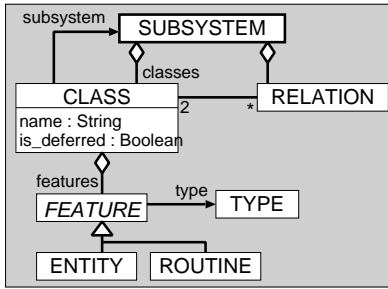 subsystem
SUBSYSTEM
classes
CLASS
RELATION
2
*
name : String
is_deferred : Boolean
features
type
FEATURE
TYPE
ENTITY
ROUTINE